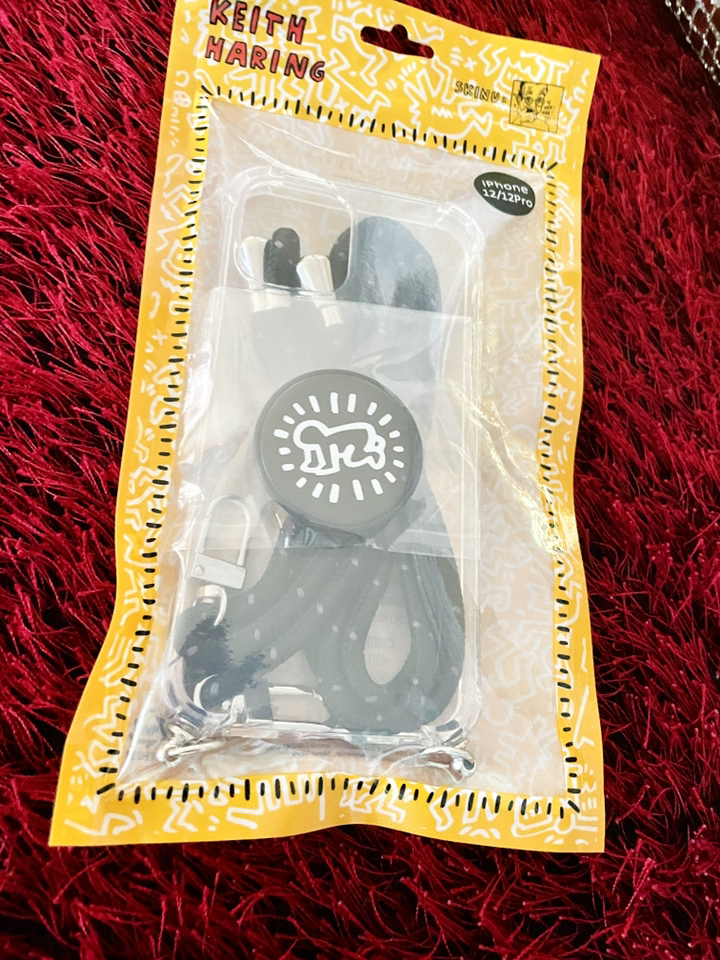 KEITH
HARING
SKINU»
iPhone
12/12Pro